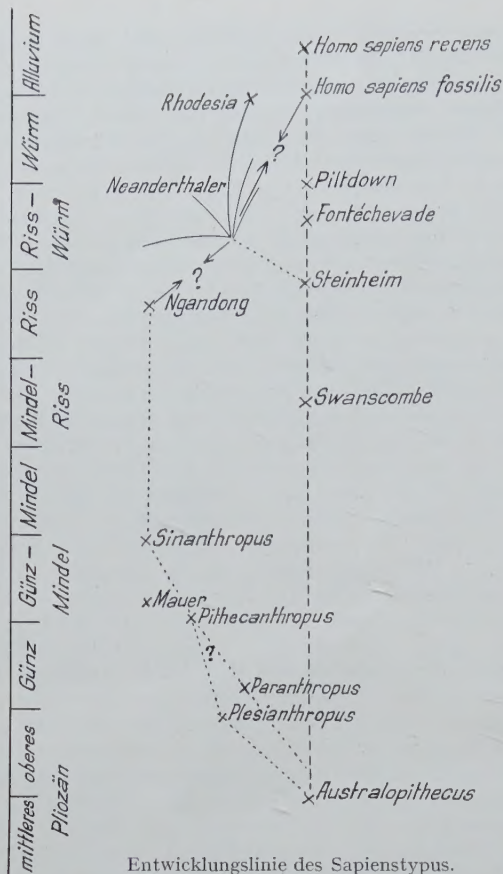 Alluvium
Würm
Riss – Würm
Riss
Mindel – Riss
Mindel
Günz – Mindel
Günz
oberes
mittleres
Pliozän
Homo sapiens recens
Homo sapiens fossilis
Rhodesia
?
Neanderthaler
Piltdown
Fontéchevade
?
Steinheim
Ngandong
Swanscombe
Sinanthropus
Mauer
Pithecanthropus
?
Paranthropus
Plesianthropus
Australopithecus
Entwicklungslinie des Sapienstypus.